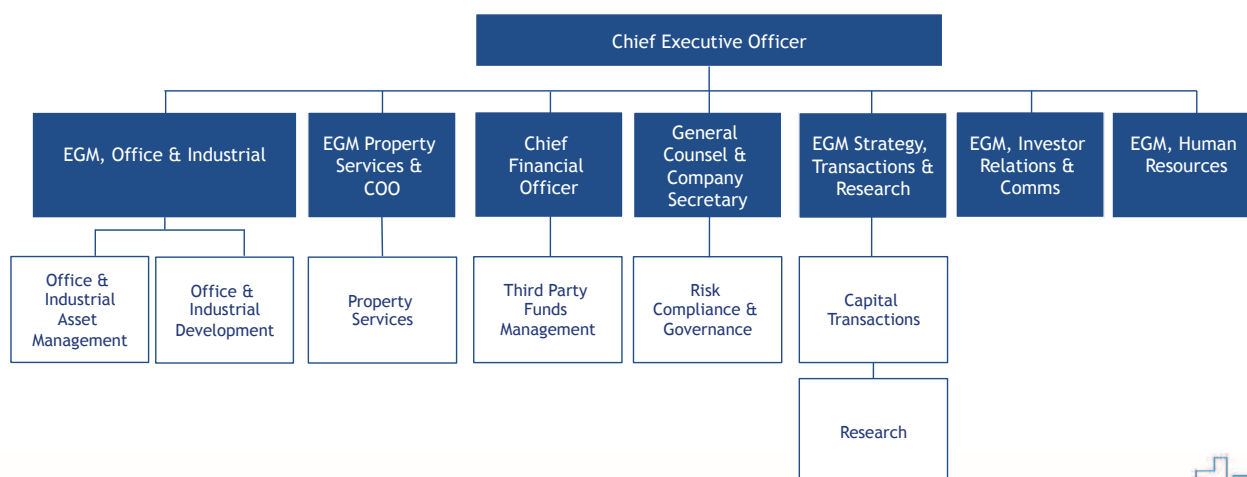 Chief Executive Officer
EGM, Office & Industrial
EGM Property
Services &
COO
Chief
Financial
Officer
General
Counsel &
Company
Secretary
EGM Strategy,
Transactions &
Research
EGM, Investor
Relations &
Comms
EGM, Human
Resources
Office &
Industrial
Asset
Management
Office &
Industrial
Development
Property
Services
Third Party
Funds
Management
Risk
Compliance &
Governance
Capital
Transactions
Research